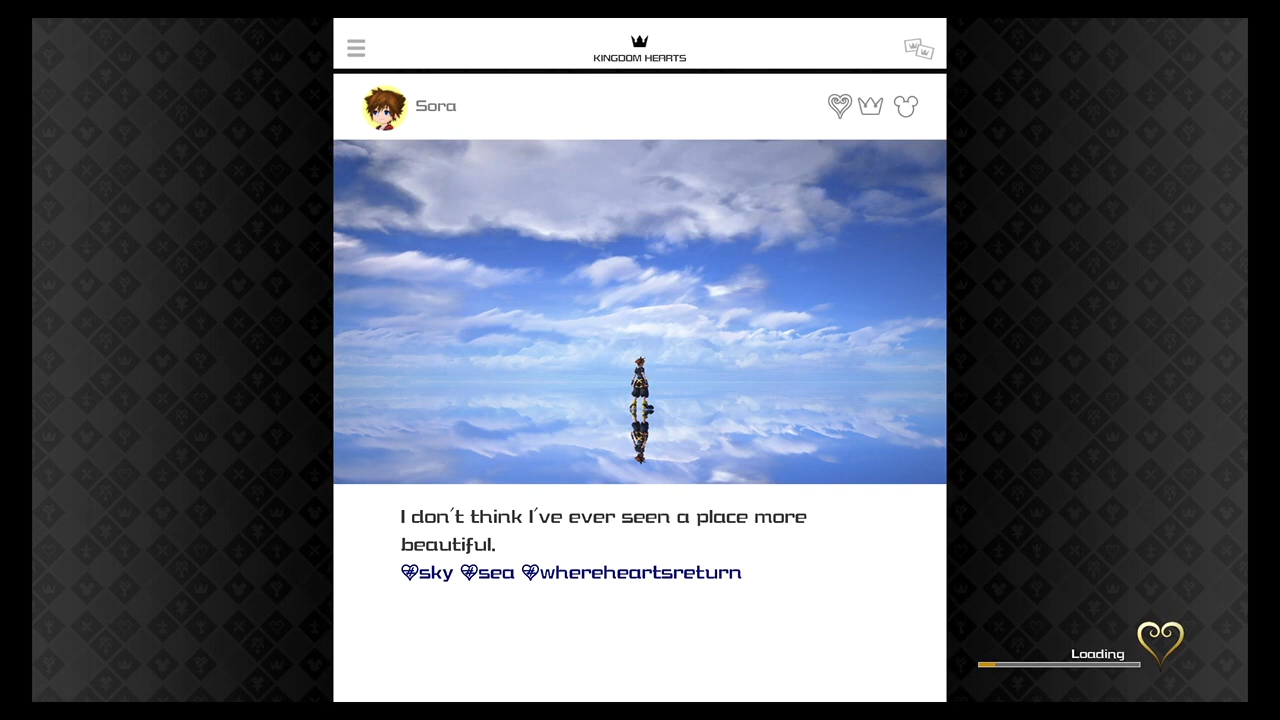 KINGDOM HEARTS
Sora
I don't think I've ever seen a place more
beautiful.
#sky #sea #whereheartsreturn
Loading